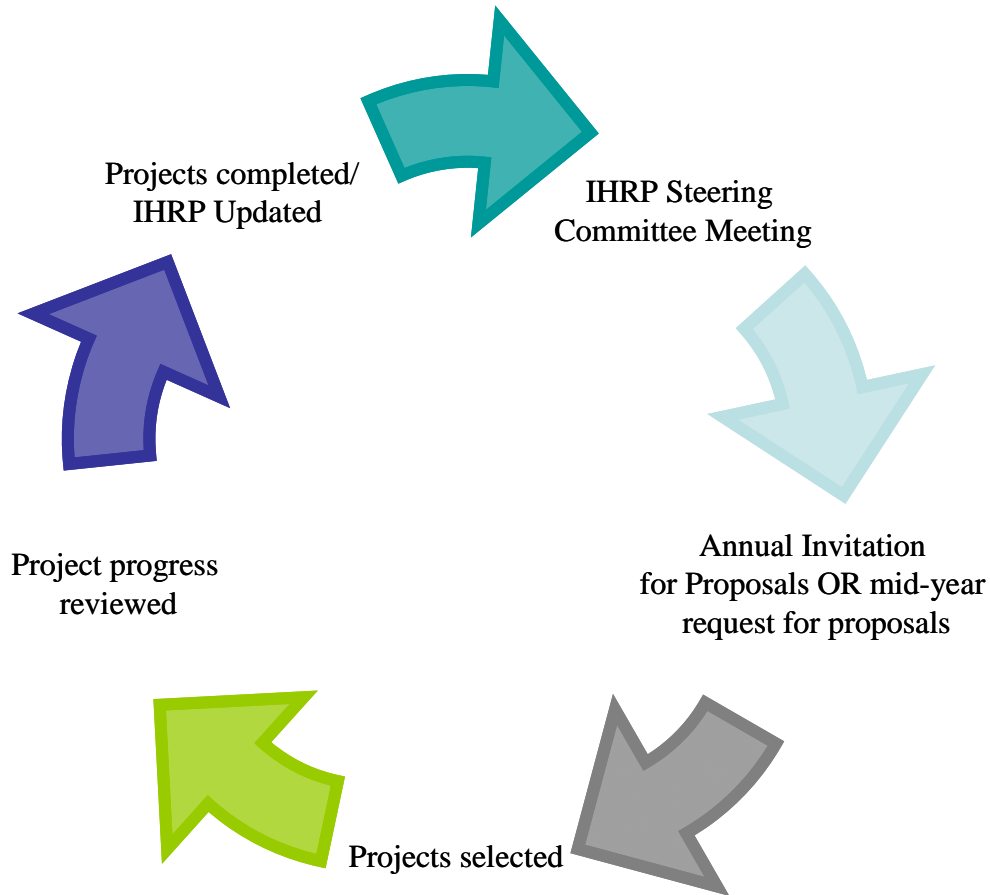 Projects completed/
IHRP Updated
IHRP Steering
Committee Meeting
Annual Invitation
for Proposals OR mid-year
request for proposals
Projects selected
Project progress
reviewed